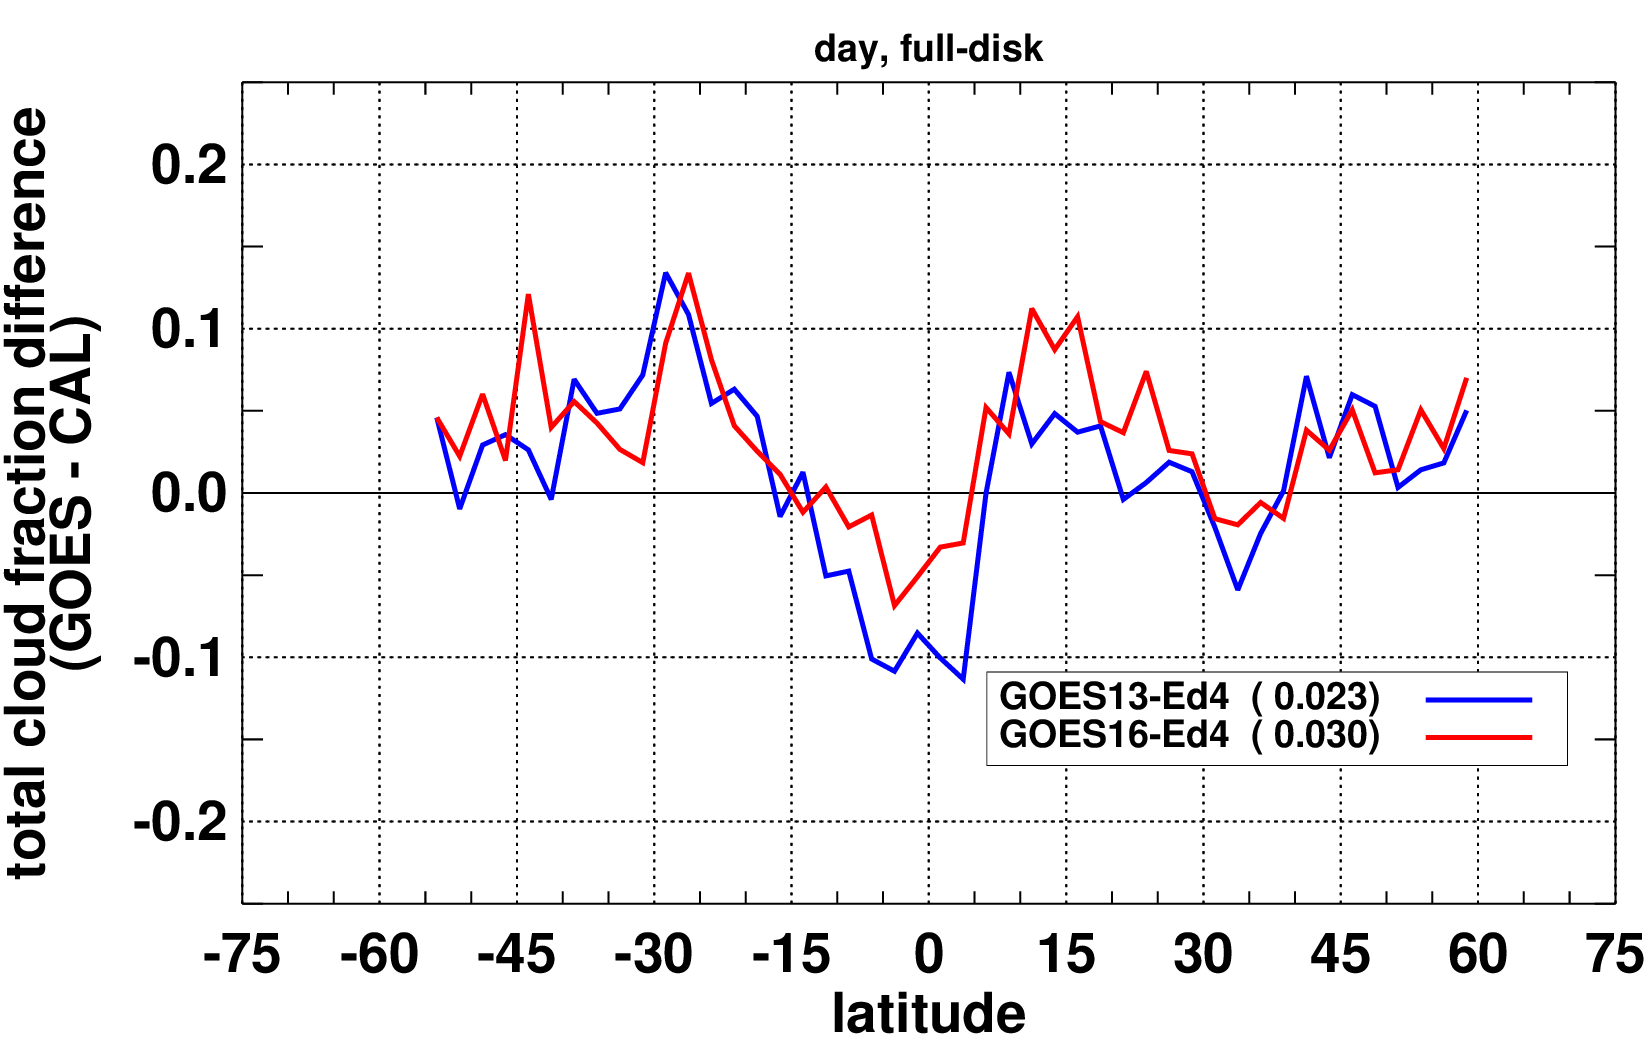 day, full-disk
total cloud fraction difference
(GOES - CAL)
0.2
0.1
0.0
-0.1
-0.2
GOES13-Ed4 ( 0.023)
GOES16-Ed4 ( 0.030)
-75 -60 -45 -30 -15 0 15 30 45 60 75
latitude